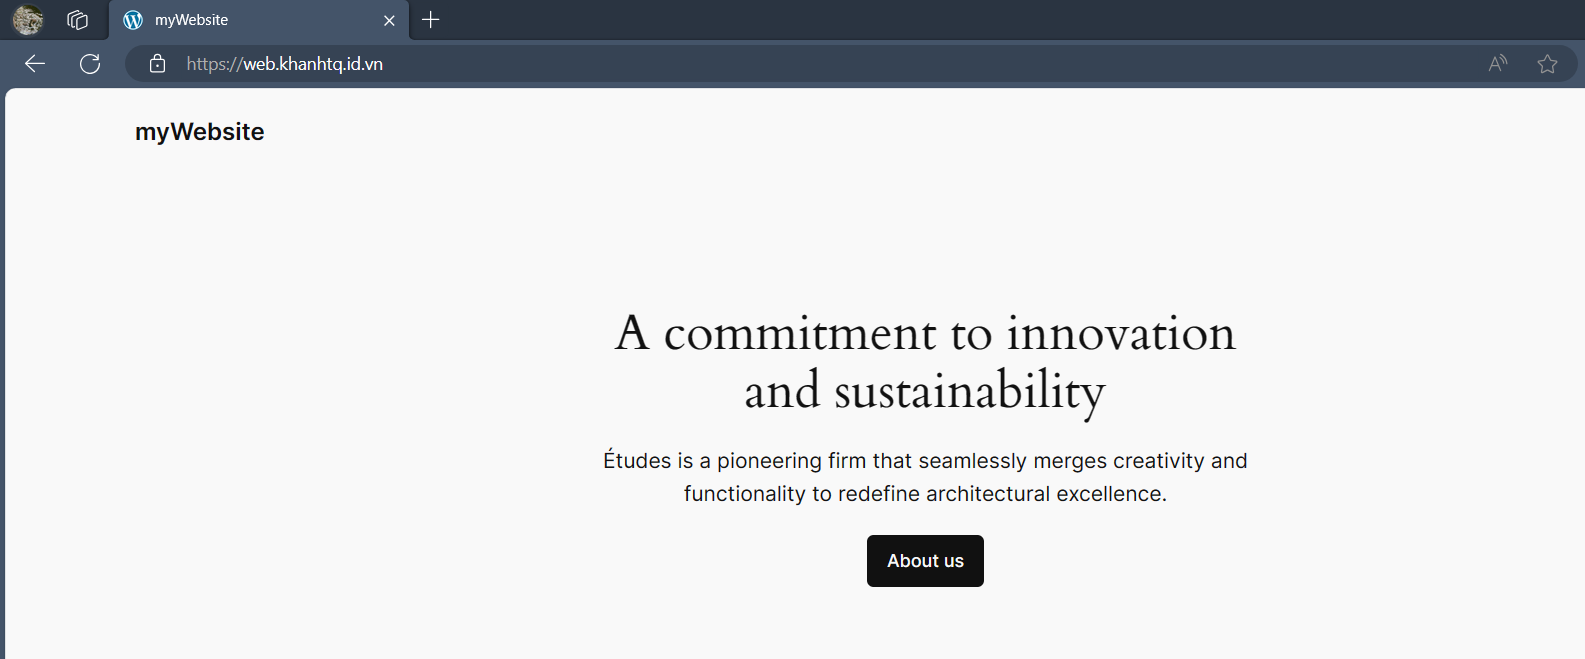 myWebsite
https://web.khanhtq.id.vn
myWebsite
A commitment to innovation
and sustainability
Études is a pioneering firm that seamlessly merges creativity and
functionality to redefine architectural excellence.
About us